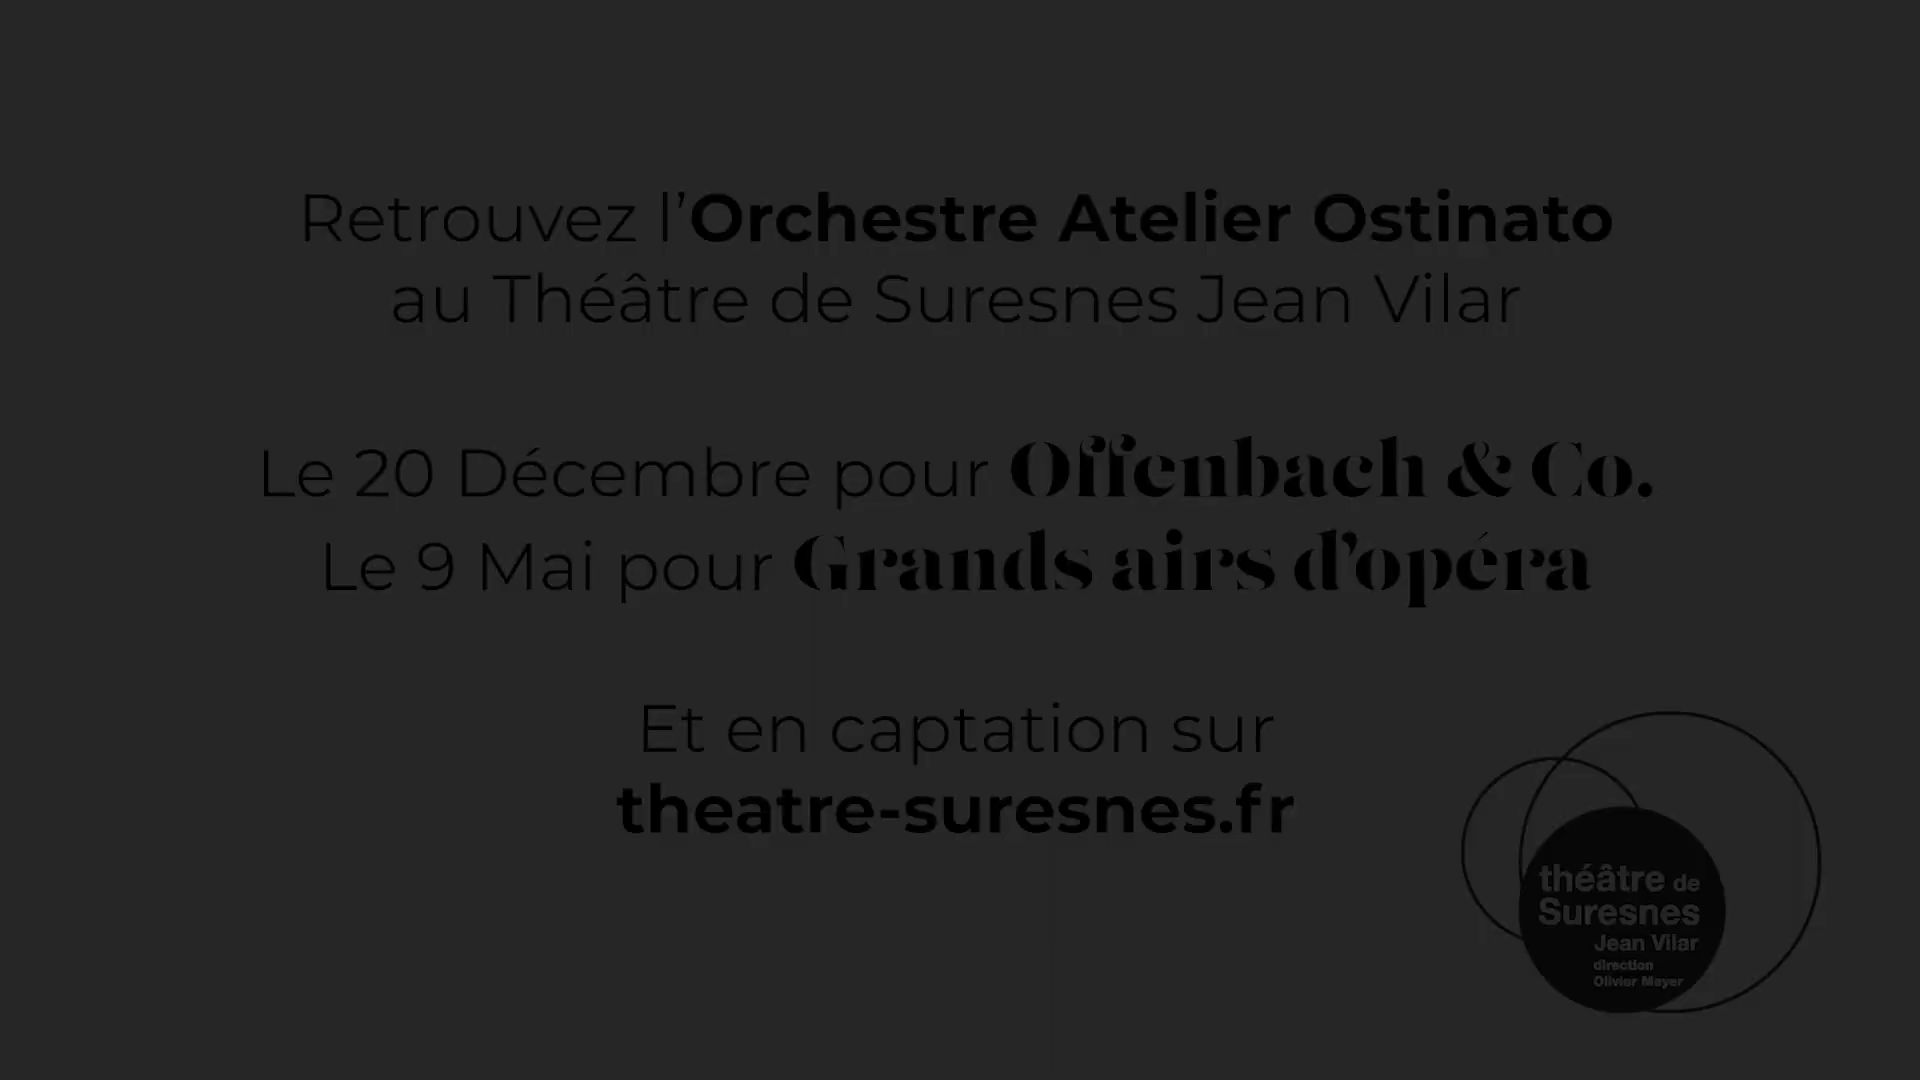 Retrouvez l'Orchestre Atelier Ostinato
au Théâtre de Suresnes Jean Vilar
Le 20 Décembre pour Offenbach & Co.
Le 9 Mai pour Grands airs d'opéra
Et en captation sur
theatre-suresnes.fr
théâtre de
Suresnes
Jean Vilar
direction
Olivier Meyer